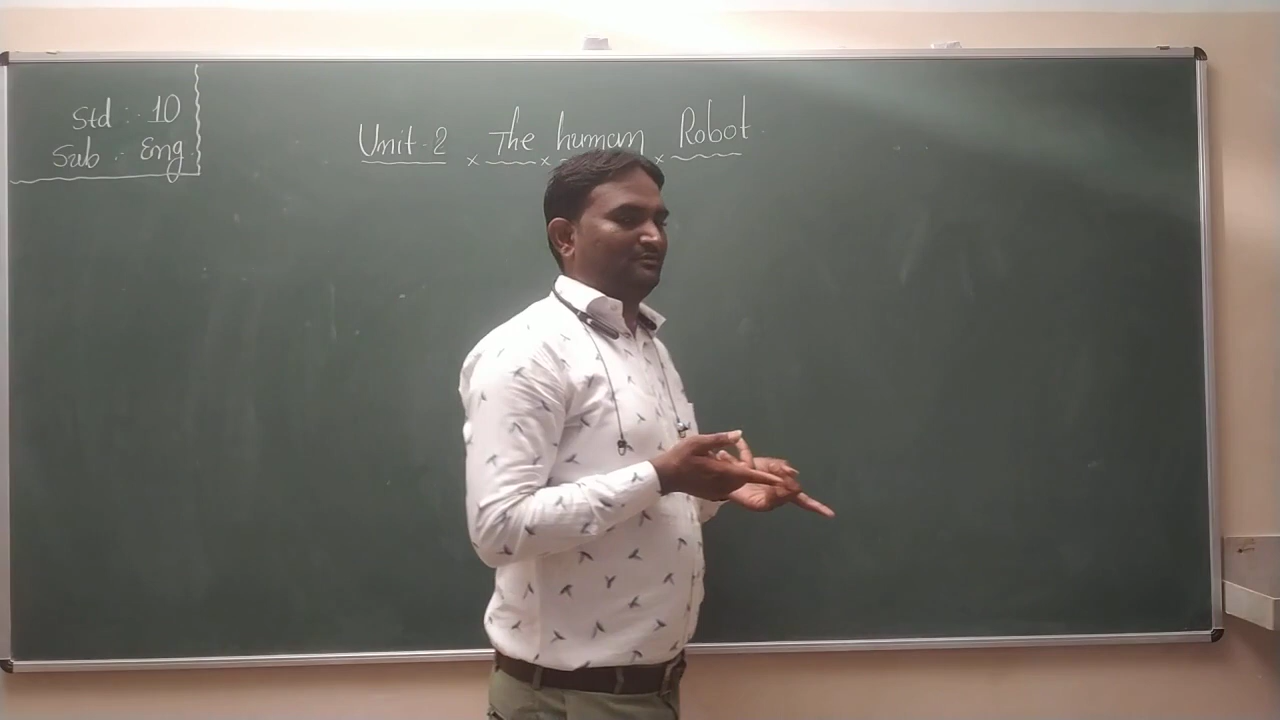 Std :- 10
Sub :- Eng.
Unit-2 The human Robot